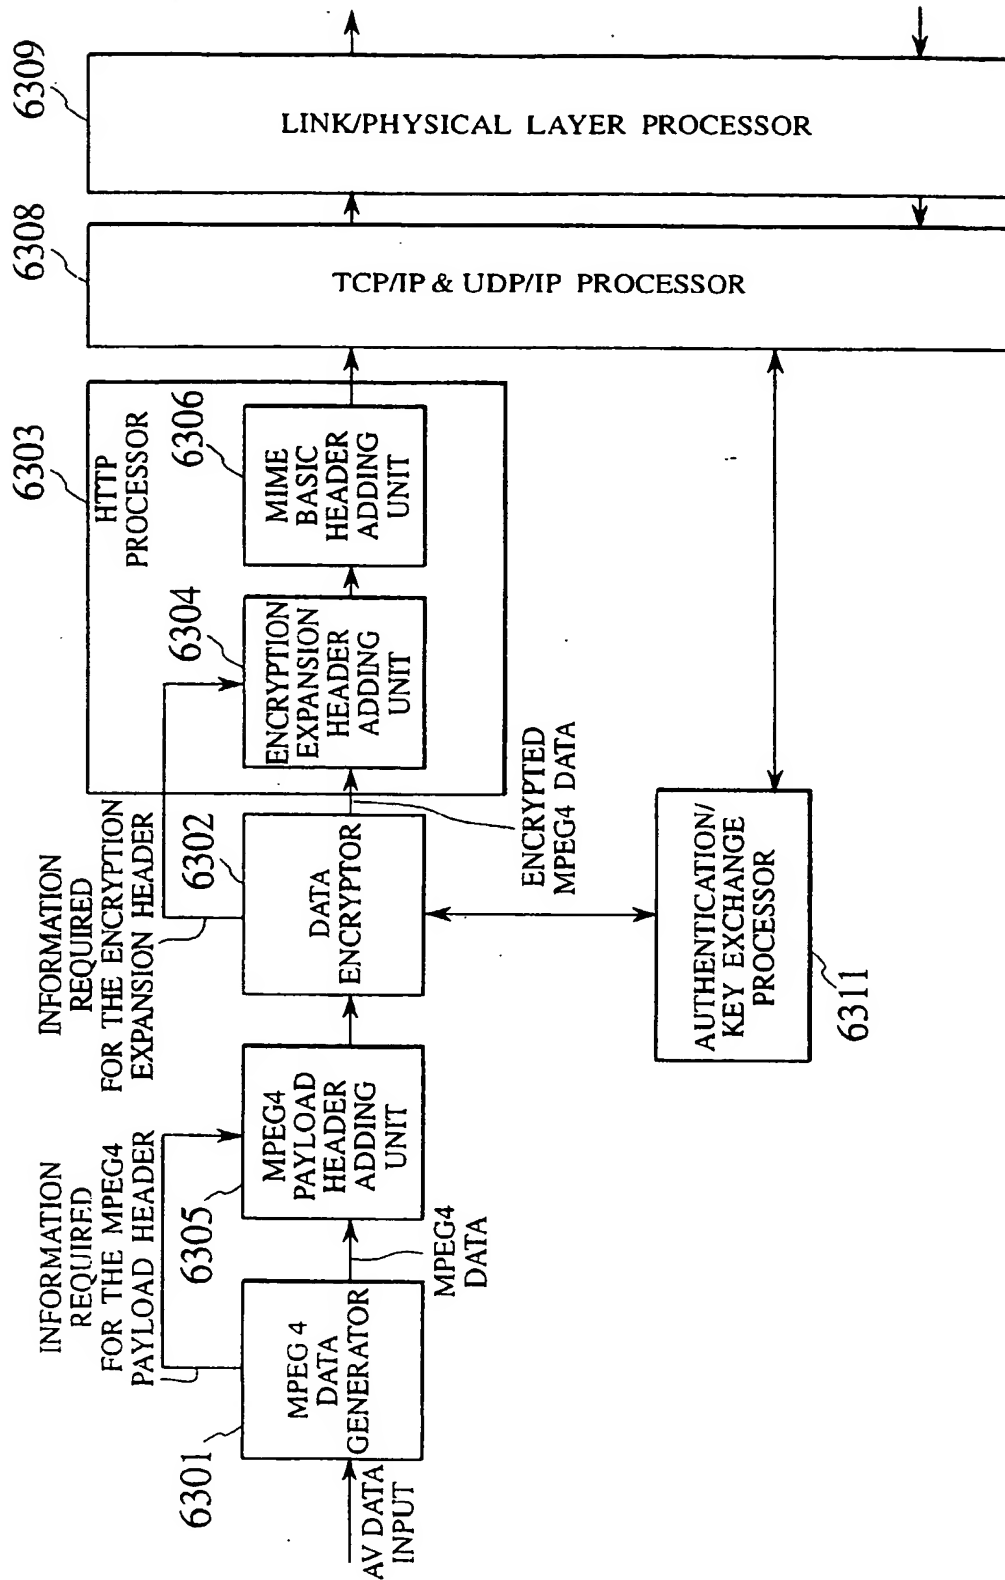 AV DATA
INPUT
6301
MPEG 4
DATA
GENERATOR
INFORMATION
REQUIRED
FOR THE MPEG4
PAYLOAD HEADER
MPEG4
DATA
6305
MPEG4
PAYLOAD
HEADER
ADDING
UNIT
INFORMATION
REQUIRED
FOR THE ENCRYPTION
EXPANSION HEADER
6302
DATA
ENCRYPTOR
ENCRYPTED
MPEG4 DATA
AUTHENTICATION/
KEY EXCHANGE
PROCESSOR
6311
6303
HTTP
PROCESSOR
6304
ENCRYPTION
EXPANSION
HEADER
ADDING
UNIT
6306
MIME
BASIC
HEADER
ADDING
UNIT
6308
TCP/IP & UDP/IP PROCESSOR
6309
LINK/PHYSICAL LAYER PROCESSOR